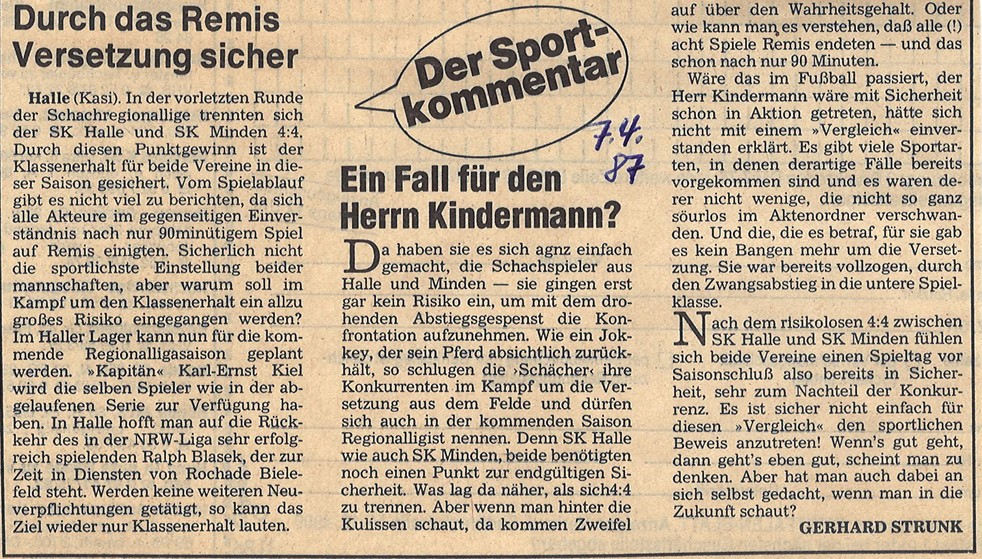 Durch das Remis
Versetzung sicher
Halle (Kasi). In der vorletzten Runde
der Schachregionallige trennten sich
der SK Halle und SK Minden 4:4.
Durch diesen Punktgewinn ist der
Klassenerhalt für beide Vereine in die-
ser Saison gesichert. Vom Spielablauf
gibt es nicht viel zu berichten, da sich
alle Akteure im gegenseitigen Einver-
ständnis nach nur 90minütigem Spiel
auf Remis einigten. Sicherlich nicht
die sportlichste Einstellung beider
mannschaften, aber warum soll im
Kampf um den Klassenerhalt ein allzu
großes Risiko eingegangen werden?
Im Haller Lager kann nun für die kom-
mende Regionalligasaison geplant
werden. »Kapitän« Karl-Ernst Kiel
wird die selben Spieler wie in der ab-
gelaufenen Serie zur Verfügung ha-
ben. In Halle hofft man auf die Rück-
kehr des in der NRW-Liga sehr erfolg-
reich spielenden Ralph Blasek, der zur
Zeit in Diensten von Rochade Biele-
feld steht. Werden keine weiteren Neu-
verpflichtungen getätigt, so kann das
Ziel wieder nur Klassenerhalt lauten.
Der Sport-
kommentar
7.4.
87
Ein Fall für den
Herrn Kindermann?
Da haben sie es sich agnz einfach
gemacht, die Schachspieler aus
Halle und Minden — sie gingen erst
gar kein Risiko ein, um mit dem dro-
henden Abstiegsgespenst die Kon-
frontation aufzunehmen. Wie ein Jok-
key, der sein Pferd absichtlich zurück-
hält, so schlugen die ›Schächer‹ ihre
Konkurrenten im Kampf um die Ver-
setzung aus dem Felde und dürfen
sich auch in der kommenden Saison
Regionalligist nennen. Denn SK Halle
wie auch SK Minden, beide benötigten
noch einen Punkt zur endgültigen Si-
cherheit. Was lag da näher, als sich4:4
zu trennen. Aber wenn man hinter die
Kulissen schaut, da kommen Zweifel
auf über den Wahrheitsgehalt. Oder
wie kann man es verstehen, daß alle (!)
acht Spiele Remis endeten — und das
schon nach nur 90 Minuten.
Wäre das im Fußball passiert, der
Herr Kindermann wäre mit Sicherheit
schon in Aktion getreten, hätte sich
nicht mit einem »Vergleich« einver-
standen erklärt. Es gibt viele Sportar-
ten, in denen derartige Fälle bereits
vorgekommen sind und es waren de-
rer nicht wenige, die nicht so ganz
söurlos im Aktenordner verschwan-
den. Und die, die es betraf, für sie gab
es kein Bangen mehr um die Verset-
zung. Sie war bereits vollzogen, durch
den Zwangsabstieg in die untere Spiel-
klasse.
Nach dem risikolosen 4:4 zwischen
SK Halle und SK Minden fühlen
sich beide Vereine einen Spieltag vor
Saisonschluß also bereits in Sicher-
heit, sehr zum Nachteil der Konkur-
renz. Es ist sicher nicht einfach für
diesen »Vergleich« den sportlichen
Beweis anzutreten! Wenn's gut geht,
dann geht's eben gut, scheint man zu
denken. Aber hat man auch dabei an
sich selbst gedacht, wenn man in die
Zukunft schaut?
GERHARD STRUNK